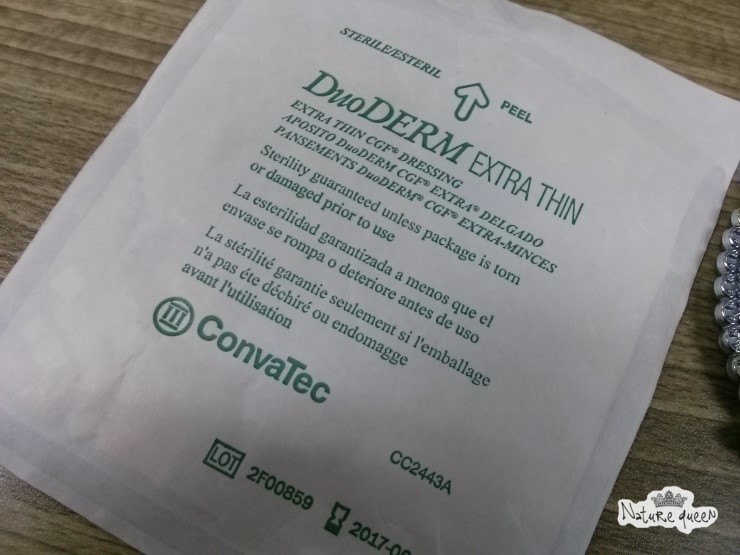 STERILE/ESTERIL
PEEL
DuoDERM EXTRA THIN
EXTRA THIN CGF® DRESSING
APOSITO DuoDERM CGF® EXTRA® DELGADO
PANSEMENTS DuoDERM® CGF® EXTRA-MINCES
Sterility guaranteed unless package is torn
or damaged prior to use
La esterilidad garantizada a menos que el
envase se rompa o deteriore antes de uso
La stérilité garantie seulement si l'emballage
n'a pas éte déchiré ou endomagge
avant l'utilisation
ConvaTec
CC2443A
LOT 2F00859
2017-0
Nature queen